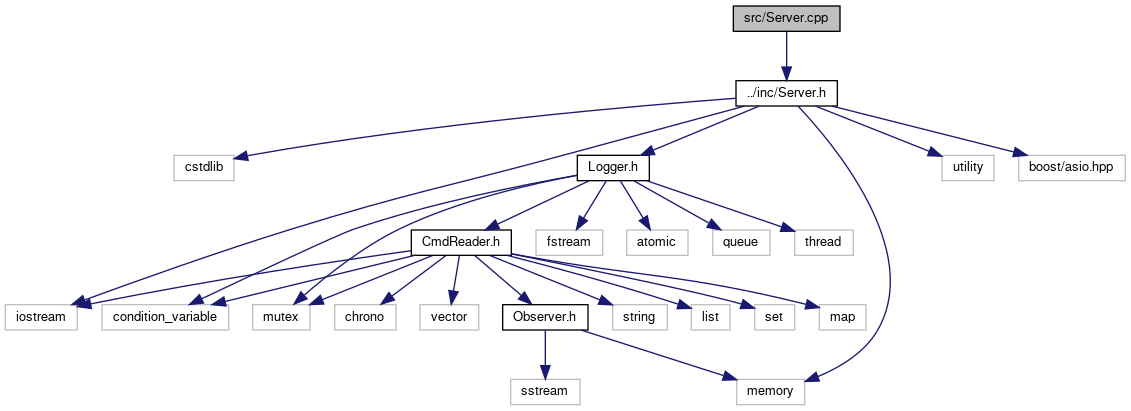 src/Server.cpp
../inc/Server.h
cstdlib
Logger.h
utility
boost/asio.hpp
CmdReader.h
fstream
atomic
queue
thread
iostream
condition_variable
mutex
chrono
vector
Observer.h
string
list
set
map
sstream
memory